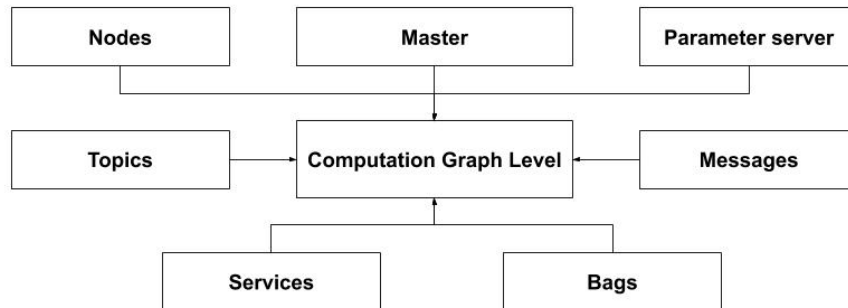 Nodes
Master
Parameter server
Topics
Computation Graph Level
Messages
Services
Bags